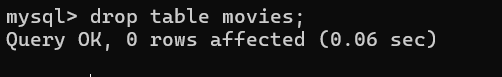 mysql> drop table movies;
Query OK, 0 rows affected (0.06 sec)